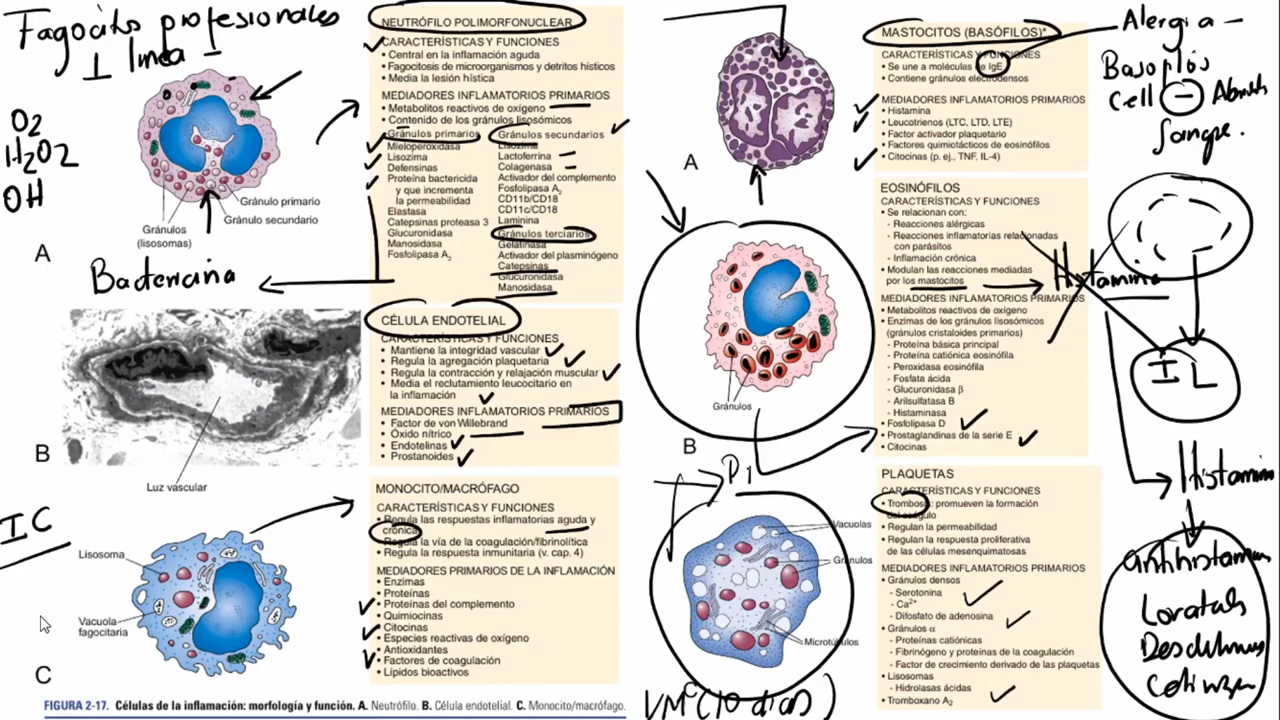 Fagocitos profesionales
I linea
O2
H2O2
OH
Gránulo primario
Gránulo secundario
Gránulos
(lisosomas)
A
Bactericina
B
Luz vascular
IC
Lisosoma
Vacuola
fagocitaria
C
NEUTRÓFILO POLIMORFONUCLEAR
CARACTERÍSTICAS Y FUNCIONES
• Central en la inflamación aguda
• Fagocitosis de microorganismos y detritos hísticos
• Media la lesión hística
MEDIADORES INFLAMATORIOS PRIMARIOS
• Metabolitos reactivos de oxígeno
• Contenido de los gránulos lisosómicos
Gránulos primarios
Mieloperoxidasa
Lisozima
Defensinas
Proteína bactericida
y que incrementa
la permeabilidad
Elastasa
Catepsinas proteasa 3
Glucuronidasa
Manosidasa
Fosfolipasa A2
Gránulos secundarios
Lisozima
Lactoferrina
Colagenasa
Activador del complemento
Fosfolipasa A2
CD11b/CD18
CD11c/CD18
Laminina
Gránulos terciarios
Gelatinasa
Activador del plasminógeno
Catepsinas
Glucuronidasa
Manosidasa
CÉLULA ENDOTELIAL
CARACTERÍSTICAS Y FUNCIONES
• Mantiene la integridad vascular
• Regula la agregación plaquetaria
• Regula la contracción y relajación muscular
• Media el reclutamiento leucocitario en
la inflamación
MEDIADORES INFLAMATORIOS PRIMARIOS
• Factor de von Willebrand
• Óxido nítrico
• Endotelinas
• Prostanoides
MONOCITO/MACRÓFAGO
CARACTERÍSTICAS Y FUNCIONES
• Regula las respuestas inflamatorias aguda y
crónica
• Regula la vía de la coagulación/fibrinolítica
• Regula la respuesta inmunitaria (v. cap. 4)
MEDIADORES PRIMARIOS DE LA INFLAMACIÓN
• Enzimas
• Proteínas
• Proteínas del complemento
• Quimiocinas
• Citocinas
• Especies reactivas de oxígeno
• Antioxidantes
• Factores de coagulación
• Lípidos bioactivos
FIGURA 2-17. Células de la inflamación: morfología y función. A. Neutrófilo. B. Célula endotelial. C. Monocito/macrófago.
A
Gránulos
B
P1
Vacuolas
Gránulos
Microtúbulos
VM (10 dias)
MASTOCITOS (BASÓFILOS)*
CARACTERÍSTICAS Y FUNCIONES
• Se une a moléculas de IgE
• Contiene gránulos electrodensos
MEDIADORES INFLAMATORIOS PRIMARIOS
• Histamina
• Leucotrienos (LTC, LTD, LTE)
• Factor activador plaquetario
• Factores quimiotácticos de eosinófilos
• Citocinas (p. ej., TNF, IL-4)
EOSINÓFILOS
CARACTERÍSTICAS Y FUNCIONES
• Se relacionan con:
- Reacciones alérgicas
- Reacciones inflamatorias relacionadas
con parásitos
- Inflamación crónica
• Modulan las reacciones mediadas
por los mastocitos
MEDIADORES INFLAMATORIOS PRIMARIOS
• Metabolitos reactivos de oxígeno
• Enzimas de los gránulos lisosómicos
(gránulos cristaloides primarios)
- Proteína básica principal
- Proteína catiónica eosinófila
- Peroxidasa eosinófila
- Fosfata ácida
- Glucuronidasa β
- Arilsulfatasa B
- Histaminasa
• Fosfolipasa D
• Prostaglandinas de la serie E
• Citocinas
PLAQUETAS
CARACTERÍSTICAS Y FUNCIONES
• Trombosis: promueven la formación
del coágulo
• Regulan la permeabilidad
• Regulan la respuesta proliferativa
de las células mesenquimatosas
MEDIADORES INFLAMATORIOS PRIMARIOS
• Gránulos densos
- Serotonina
- Ca2+
- Difosfato de adenosina
• Gránulos α
- Proteínas catiónicas
- Fibrinógeno y proteínas de la coagulación
- Factor de crecimiento derivado de las plaquetas
• Lisosomas
- Hidrolasas ácidas
• Tromboxano A2
Alergia –
Cell
Sangre.
Histamina
IL
Histamina